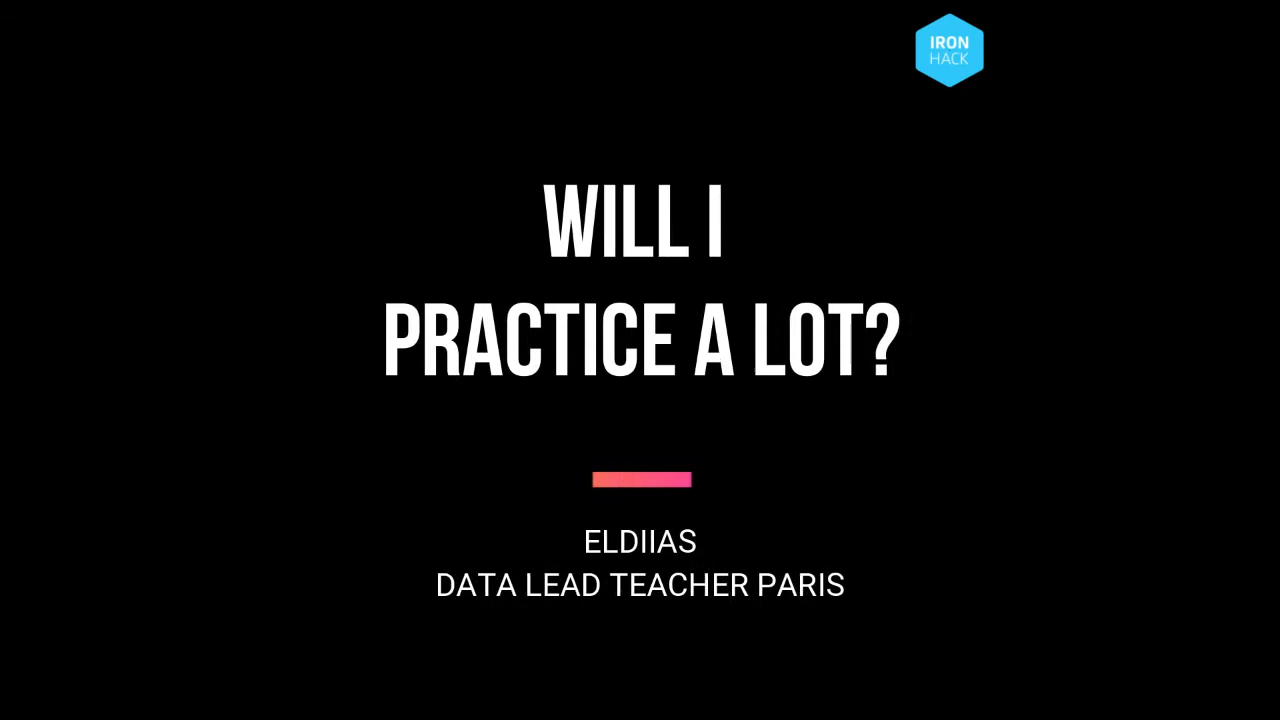 IRON
HACK
WILL I
PRACTICE A LOT?
ELDIIAS
DATA LEAD TEACHER PARIS